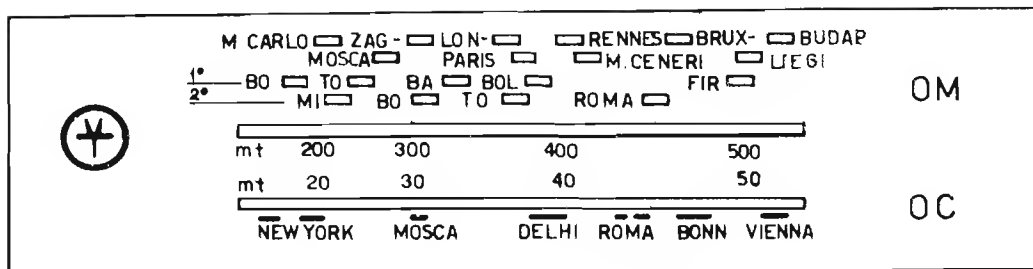 M CARLO ZAG- LON- RENNES BRUX- BUDAP
MOSCA PARIS M. CENERI LIEGI
1° BO TO BA BOL FIR
2° MI BO TO ROMA
OM
mt 200 300 400 500
mt 20 30 40 50
OC
NEW YORK MOSCA DELHI ROMA BONN VIENNA